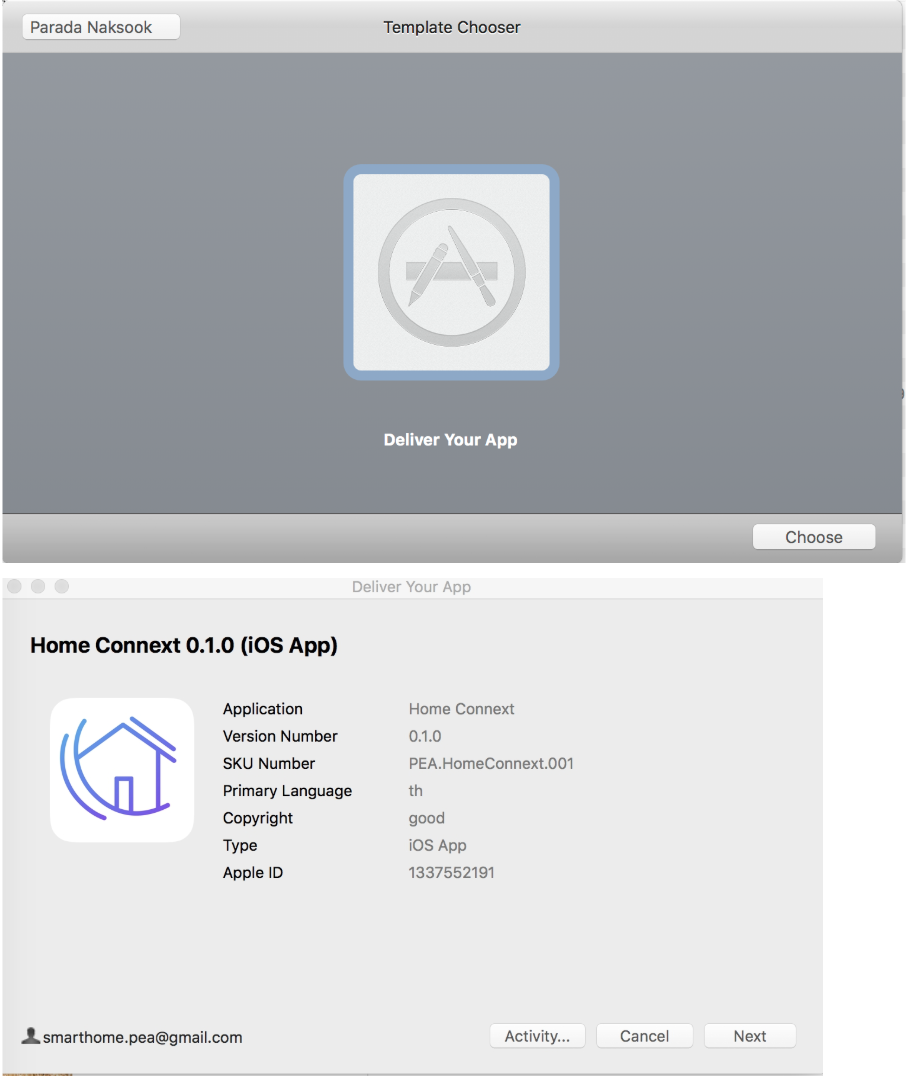 Parada Naksook
Template Chooser
Deliver Your App
Choose
Deliver Your App
Home Connext 0.1.0 (iOS App)
Application Home Connext
Version Number 0.1.0
SKU Number PEA.HomeConnext.001
Primary Language th
Copyright good
Type iOS App
Apple ID 1337552191
smarthome.pea@gmail.com
Activity... Cancel Next